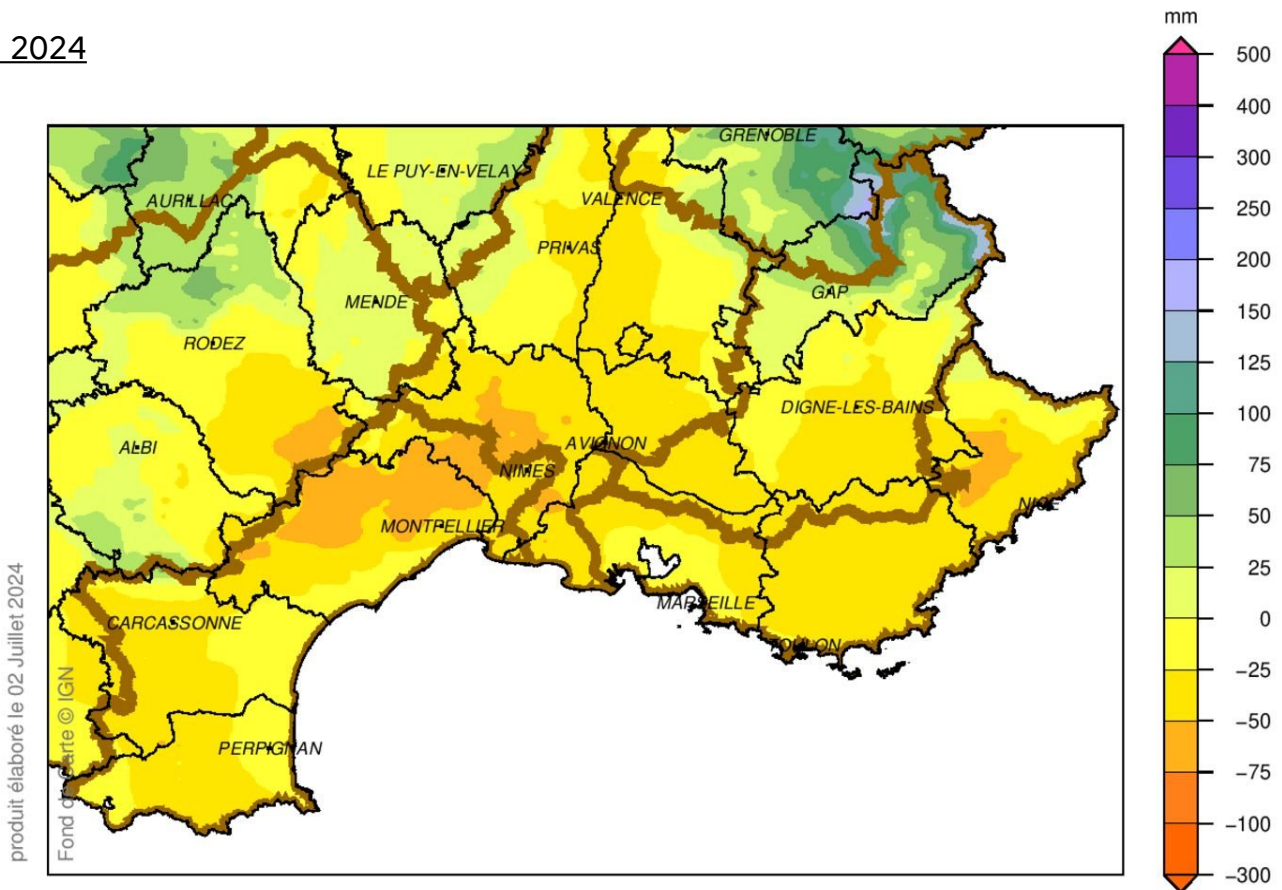 2024
mm
500
400
300
250
200
150
125
100
75
50
25
0
−25
−50
−75
−100
−300
GRENOBLE
LE PUY-EN-VELAY
AURILLAC
VALENCE
PRIVAS
MENDE
GAP
RODEZ
DIGNE-LES-BAINS
ALBI
AVIGNON
NIMES
NICE
MONTPELLIER
MARSEILLE
CARCASSONNE
TOULON
PERPIGNAN
produit élaboré le 02 Juillet 2024
Fond de Carte © IGN